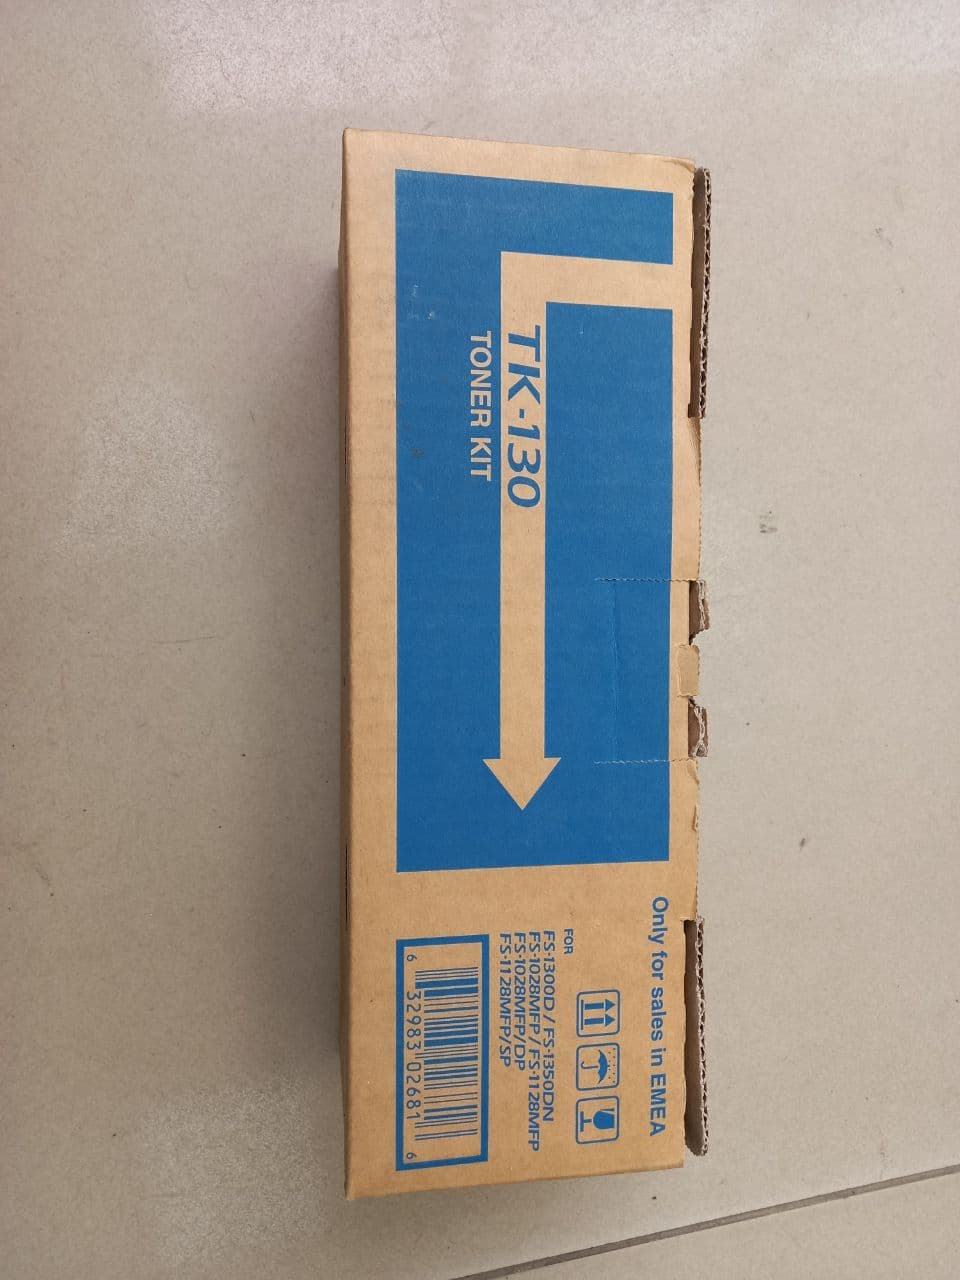 TK-130
TONER KIT
Only for sales in EMEA
FOR
FS-1300D / FS-1350DN
FS-1028MFP / FS-1128MFP
FS-1028MFP/DP
FS-1128MFP/SP
6 32983 02681 6